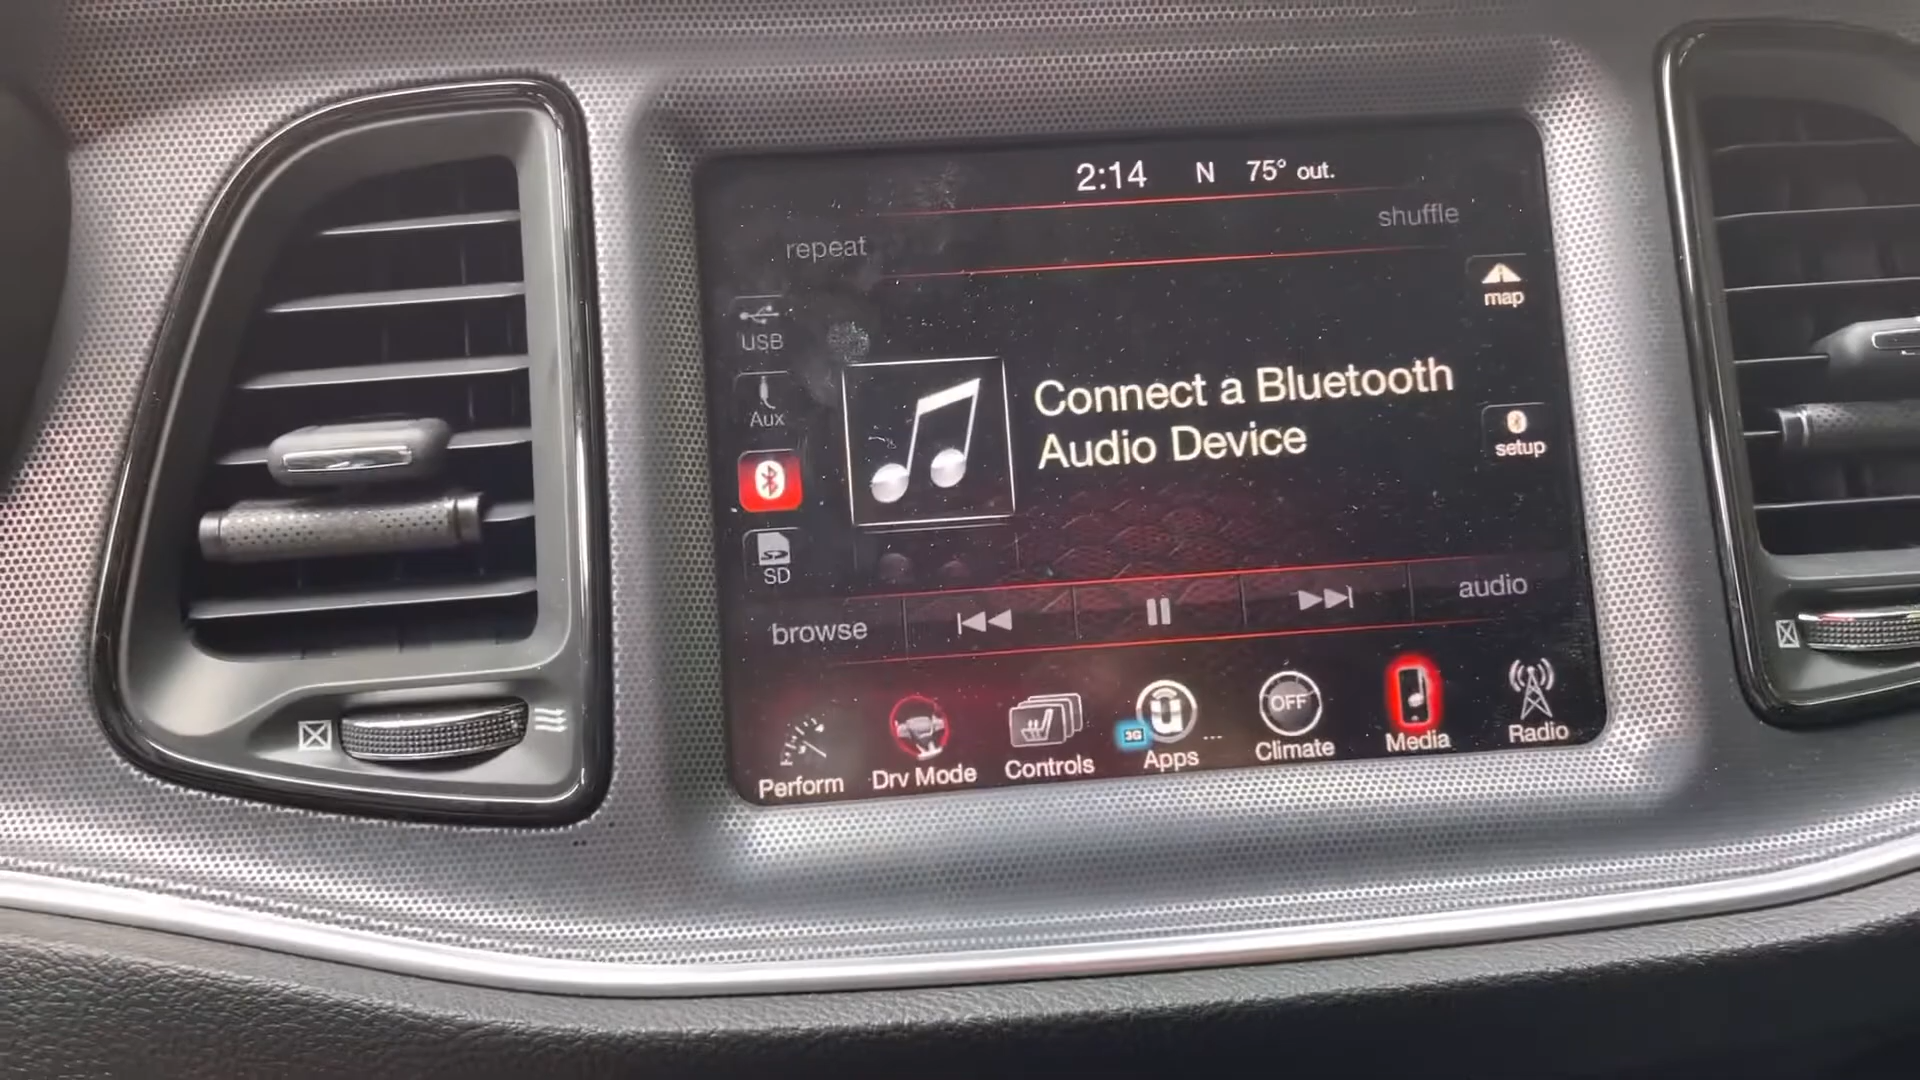 2:14 N 75° out.
repeat
shuffle
USB
map
Aux
Connect a Bluetooth
Audio Device
setup
SD
browse
audio
Perform
Drv Mode
Controls
3G
Apps ...
OFF
Climate
Media
Radio